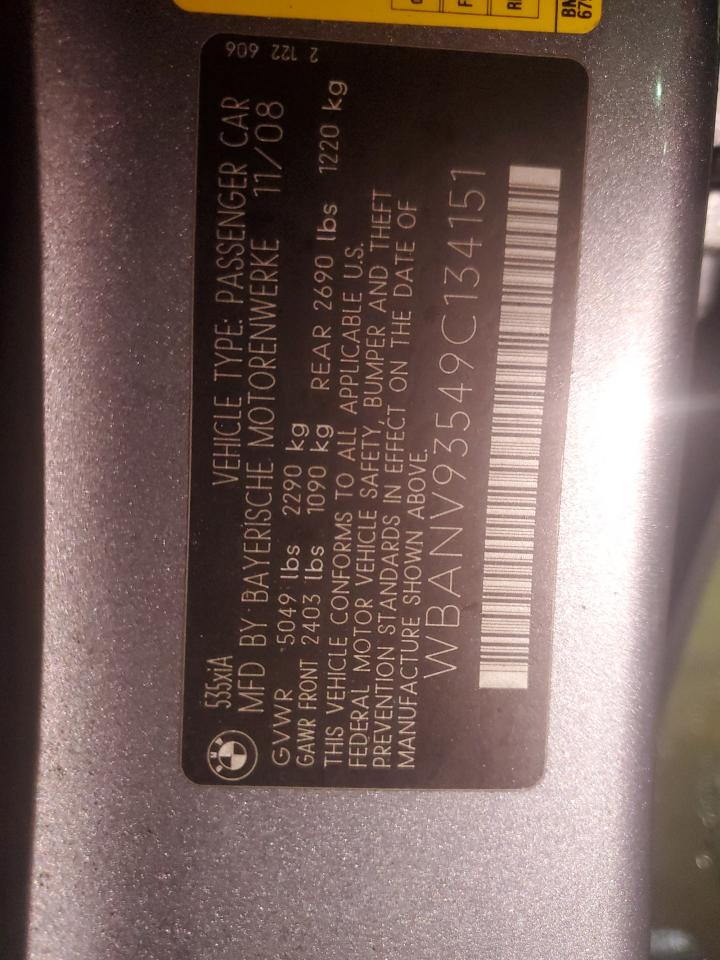 2 122 606
535xiA VEHICLE TYPE: PASSENGER CAR
MFD BY BAYERISCHE MOTORENWERKE 11/08
GVWR 5049 lbs 2290 kg
GAWR FRONT 2403 lbs 1090 kg REAR 2690 lbs 1220 kg
THIS VEHICLE CONFORMS TO ALL APPLICABLE U.S.
FEDERAL MOTOR VEHICLE SAFETY, BUMPER AND THEFT
PREVENTION STANDARDS IN EFFECT ON THE DATE OF
MANUFACTURE SHOWN ABOVE.
WBANV93549C134151